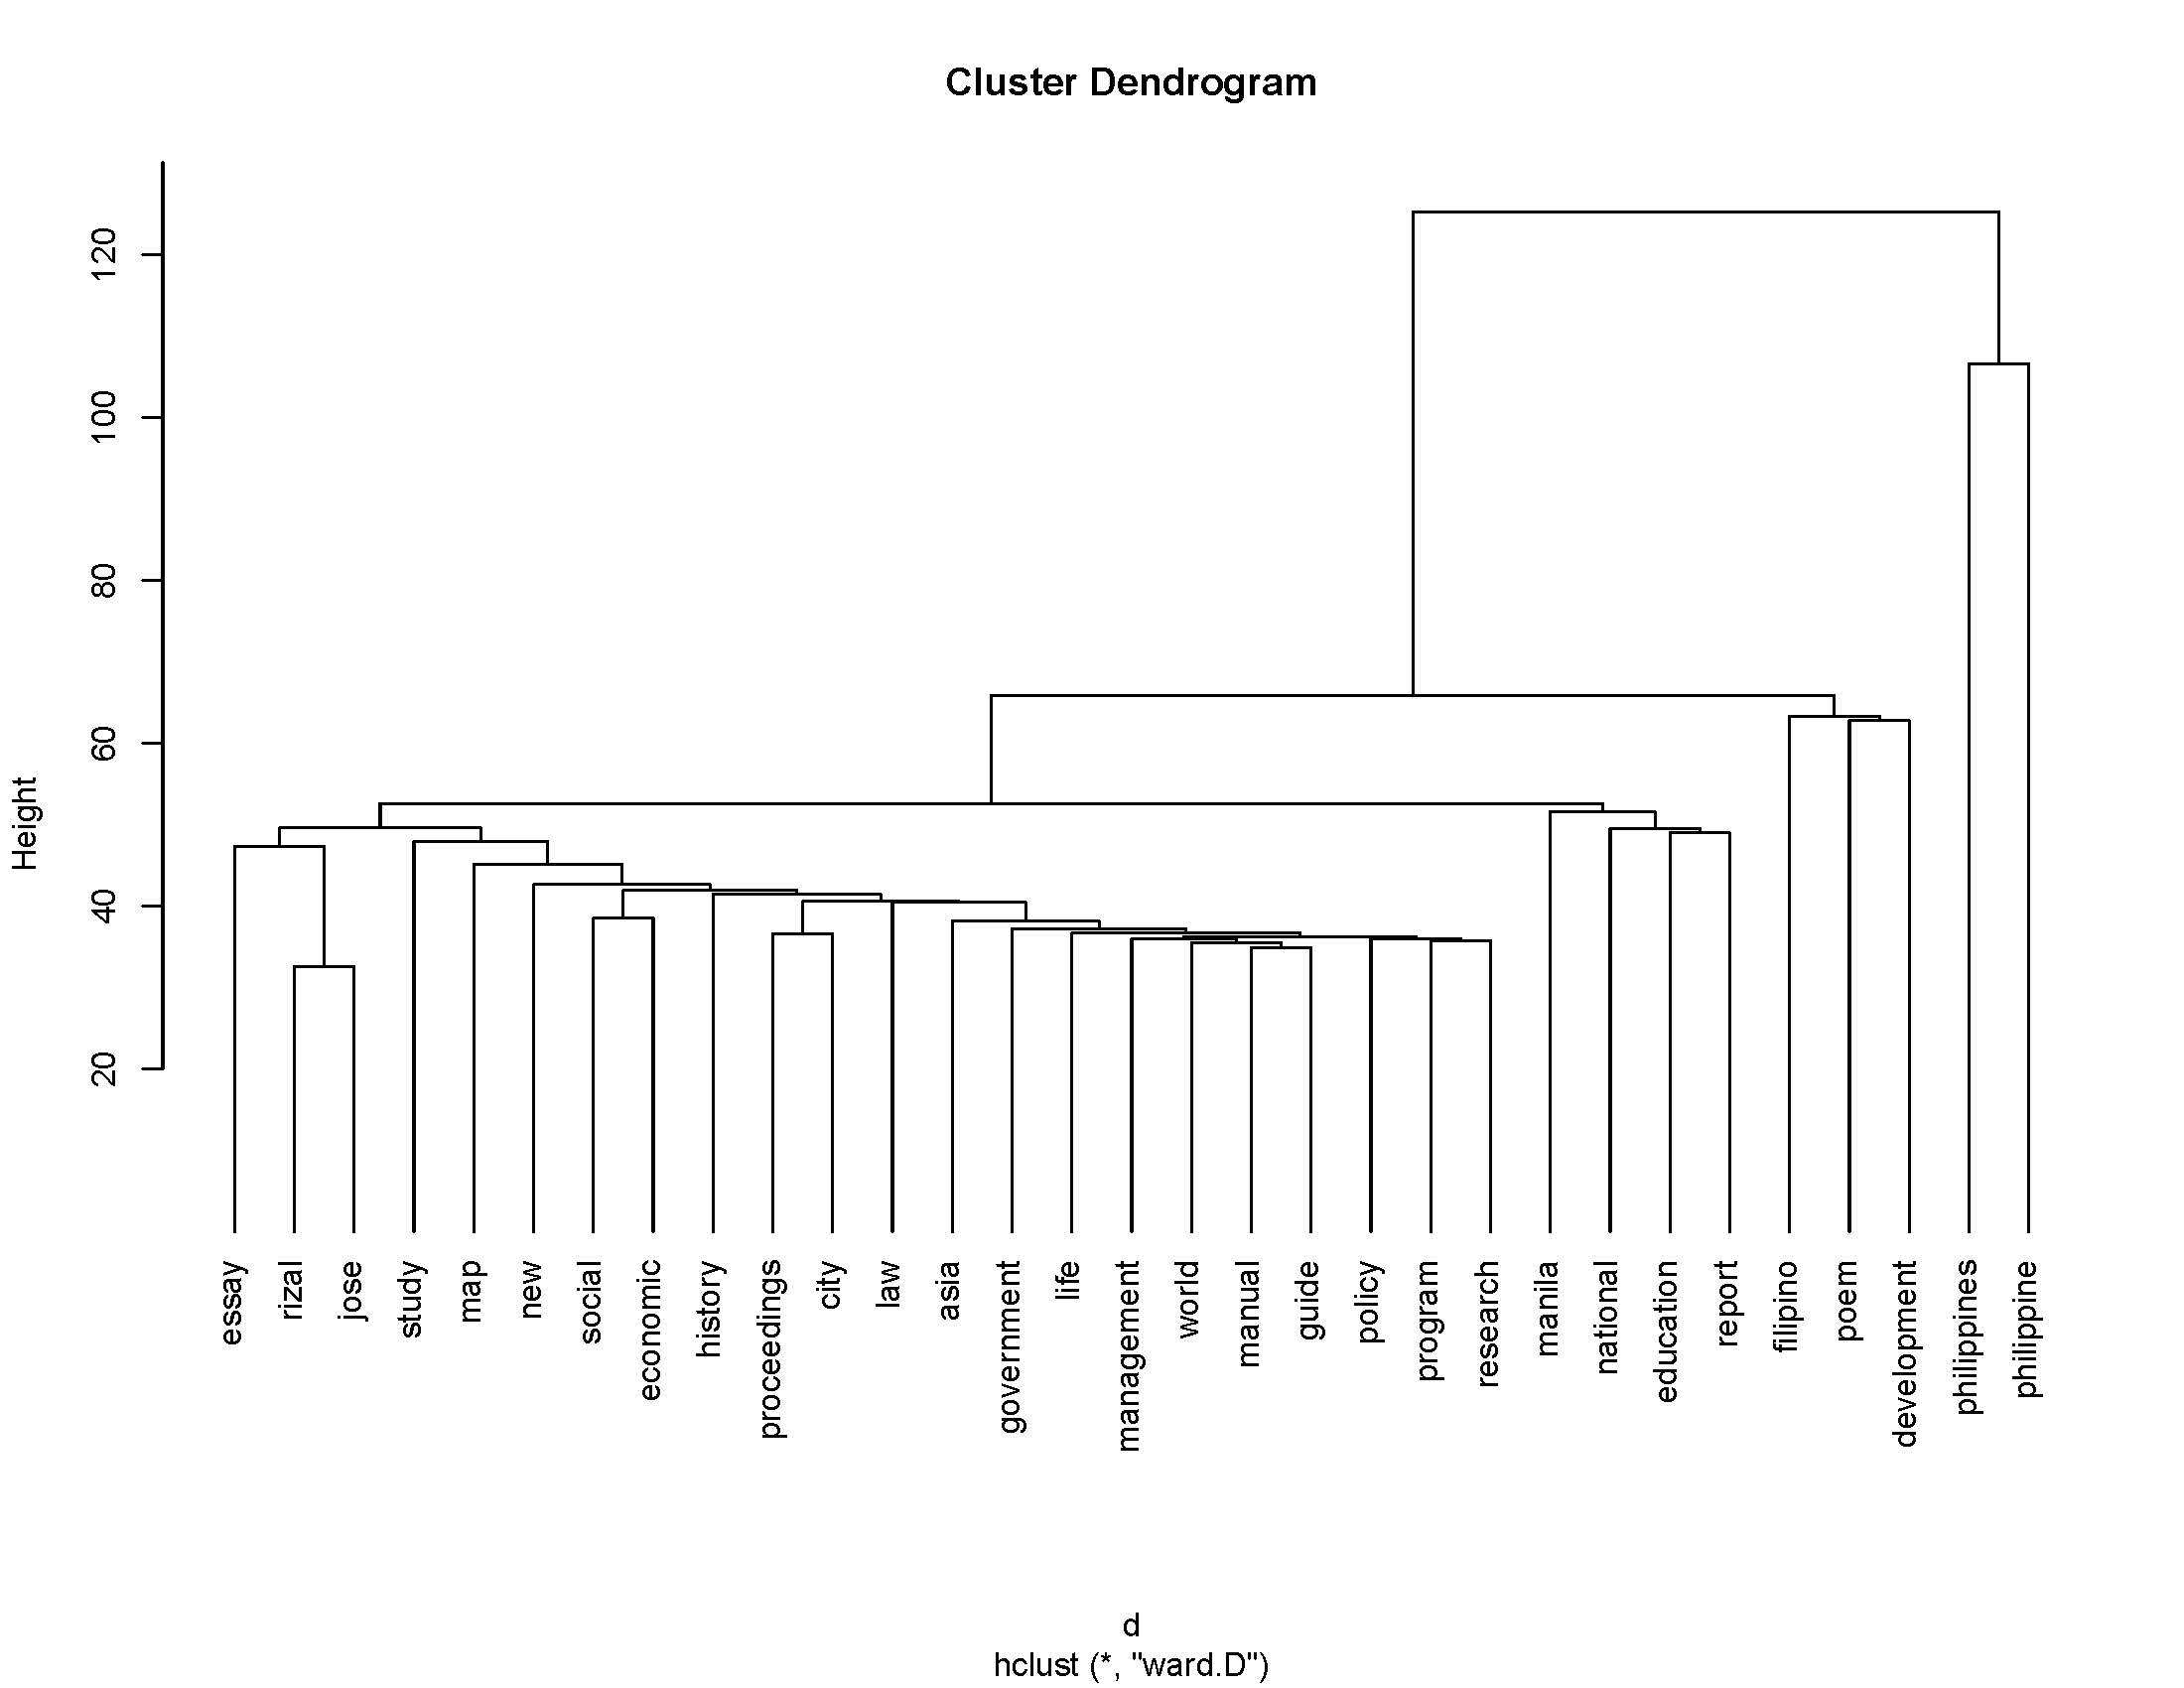 Cluster Dendrogram
120
100
80
60
40
20
Height
essay
rizal
jose
study
map
new
social
economic
history
proceedings
city
law
asia
government
life
management
world
manual
guide
policy
program
research
manila
national
education
report
filipino
poem
development
philippines
philippine
d
hclust (*, "ward.D")